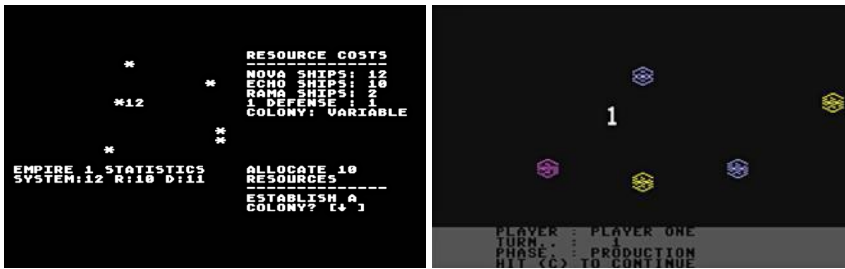 RESOURCE COSTS
NOVA SHIPS: 12
ECHO SHIPS: 10
RAMA SHIPS: 2
1 DEFENSE : 1
COLONY: VARIABLE
*12
EMPIRE 1 STATISTICS
SYSTEM:12 R:10 D:11
ALLOCATE 10
RESOURCES
ESTABLISH A
COLONY? [↓ ]
1
PLAYER : PLAYER ONE
TURN.. :   1
PHASE. : PRODUCTION
HIT (C) TO CONTINUE